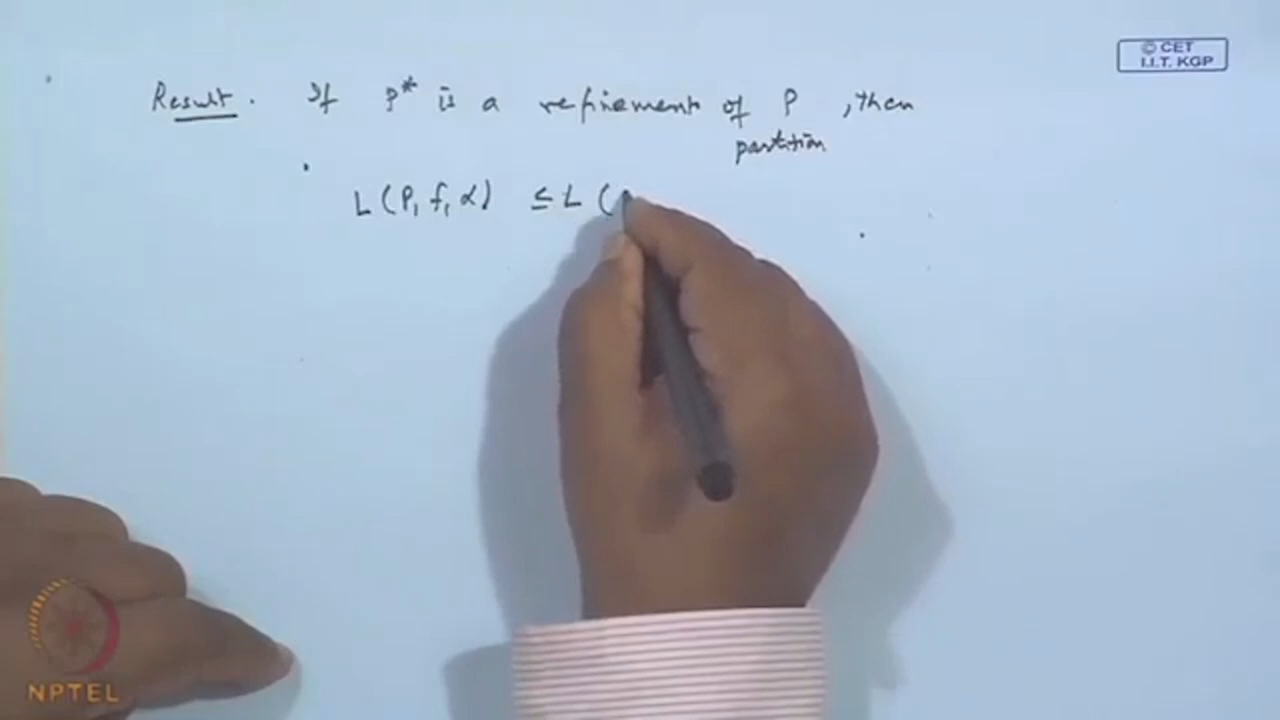 © CET
I.I.T. KGP
Result. If P* is a refinement of P, then
partition
L(P, f, α) ≤ L (
NPTEL